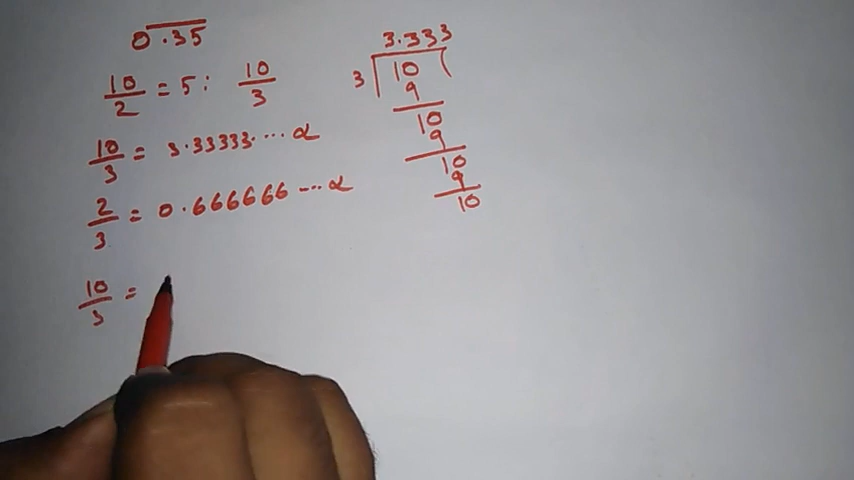 0.35
10/2 = 5 : 10/3
10/3 = 3.33333... α
2/3 = 0.666666 ... α
10/3 =
3.333
3 10 (
9
10
9
10
9
10